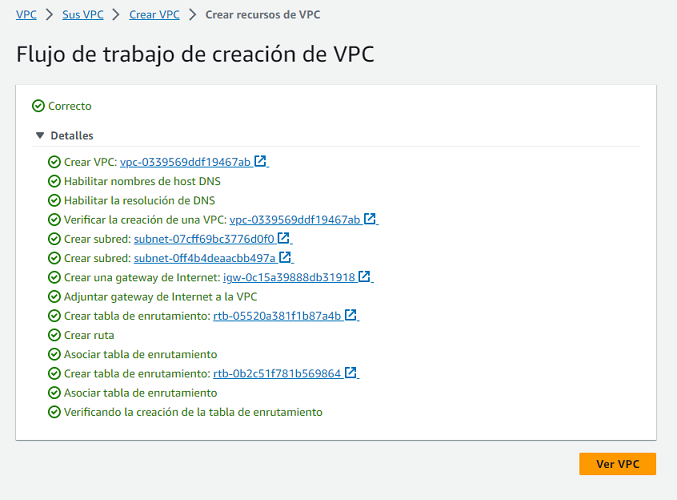 VPC > Sus VPC > Crear VPC > Crear recursos de VPC
Flujo de trabajo de creación de VPC
Correcto
Detalles
Crear VPC: vpc-0339569ddf19467ab
Habilitar nombres de host DNS
Habilitar la resolución de DNS
Verificar la creación de una VPC: vpc-0339569ddf19467ab
Crear subred: subnet-07cff69bc3776d0f0
Crear subred: subnet-0ff4b4deaacbb497a
Crear una gateway de Internet: igw-0c15a39888db31918
Adjuntar gateway de Internet a la VPC
Crear tabla de enrutamiento: rtb-05520a381f1b87a4b
Crear ruta
Asociar tabla de enrutamiento
Crear tabla de enrutamiento: rtb-0b2c51f781b569864
Asociar tabla de enrutamiento
Verificando la creación de la tabla de enrutamiento
Ver VPC